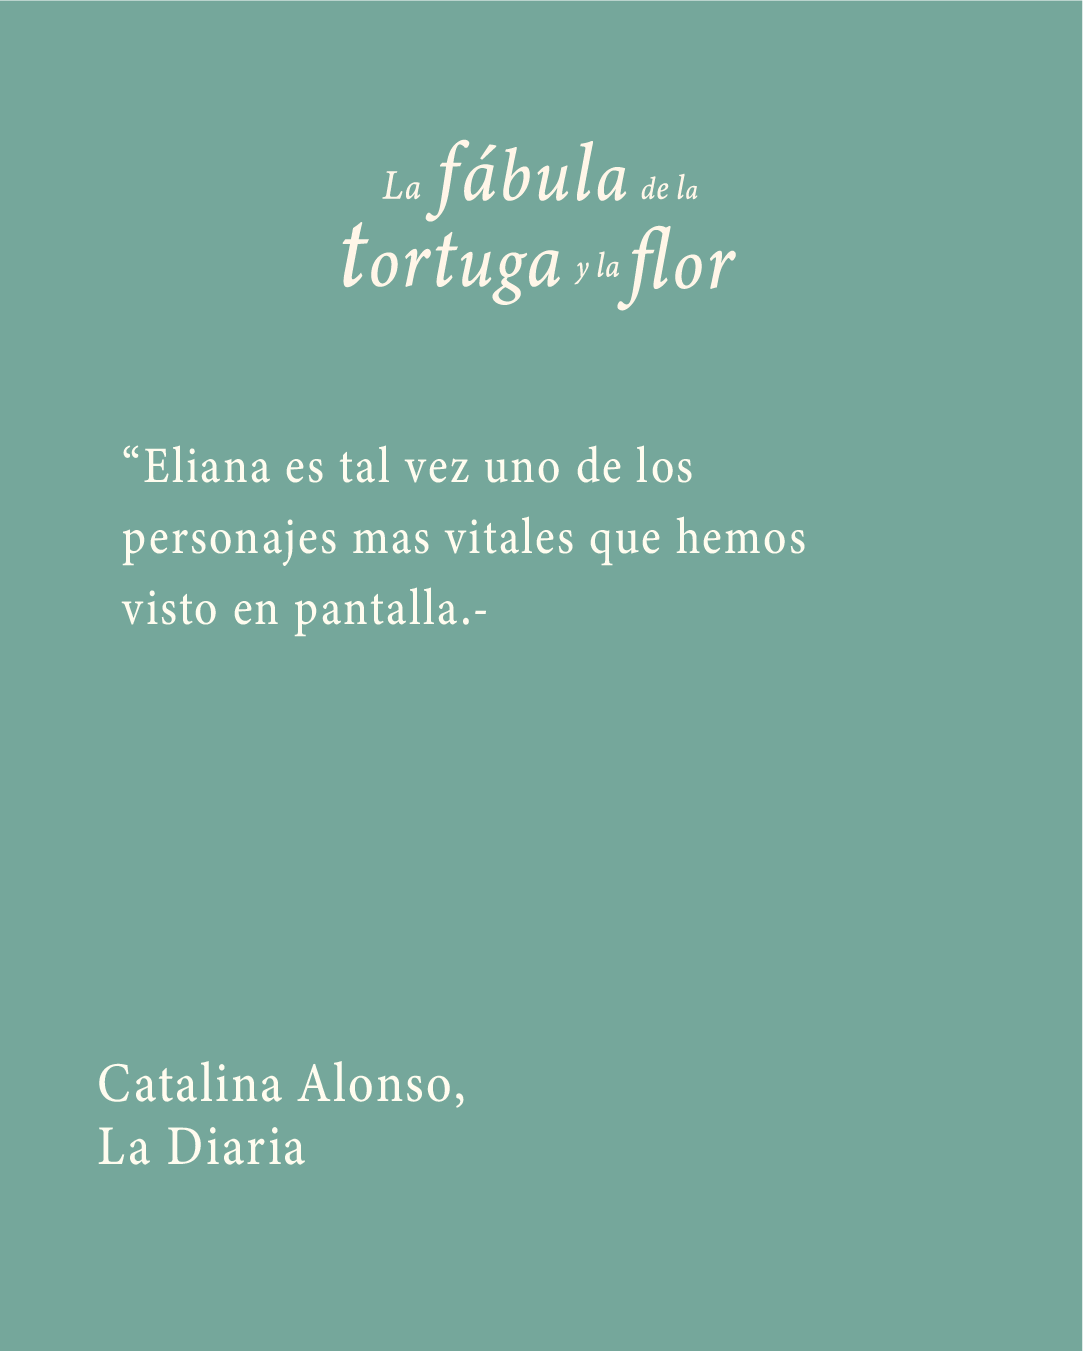 La fábula de la
tortuga y la flor
“Eliana es tal vez uno de los
personajes mas vitales que hemos
visto en pantalla.-
Catalina Alonso,
La Diaria